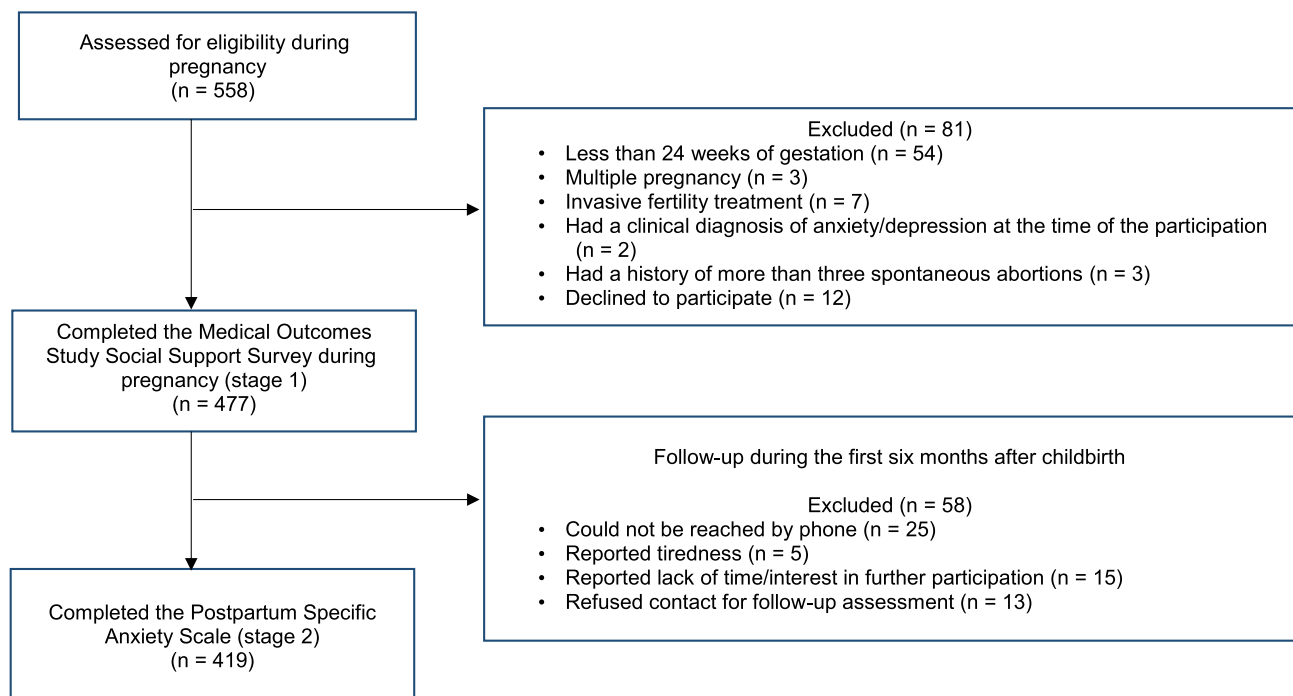 Assessed for eligibility during
pregnancy
(n = 558)
Excluded (n = 81)
• Less than 24 weeks of gestation (n = 54)
• Multiple pregnancy (n = 3)
• Invasive fertility treatment (n = 7)
• Had a clinical diagnosis of anxiety/depression at the time of the participation
(n = 2)
• Had a history of more than three spontaneous abortions (n = 3)
• Declined to participate (n = 12)
Completed the Medical Outcomes
Study Social Support Survey during
pregnancy (stage 1)
(n = 477)
Follow-up during the first six months after childbirth
Excluded (n = 58)
• Could not be reached by phone (n = 25)
• Reported tiredness (n = 5)
• Reported lack of time/interest in further participation (n = 15)
• Refused contact for follow-up assessment (n = 13)
Completed the Postpartum Specific
Anxiety Scale (stage 2)
(n = 419)